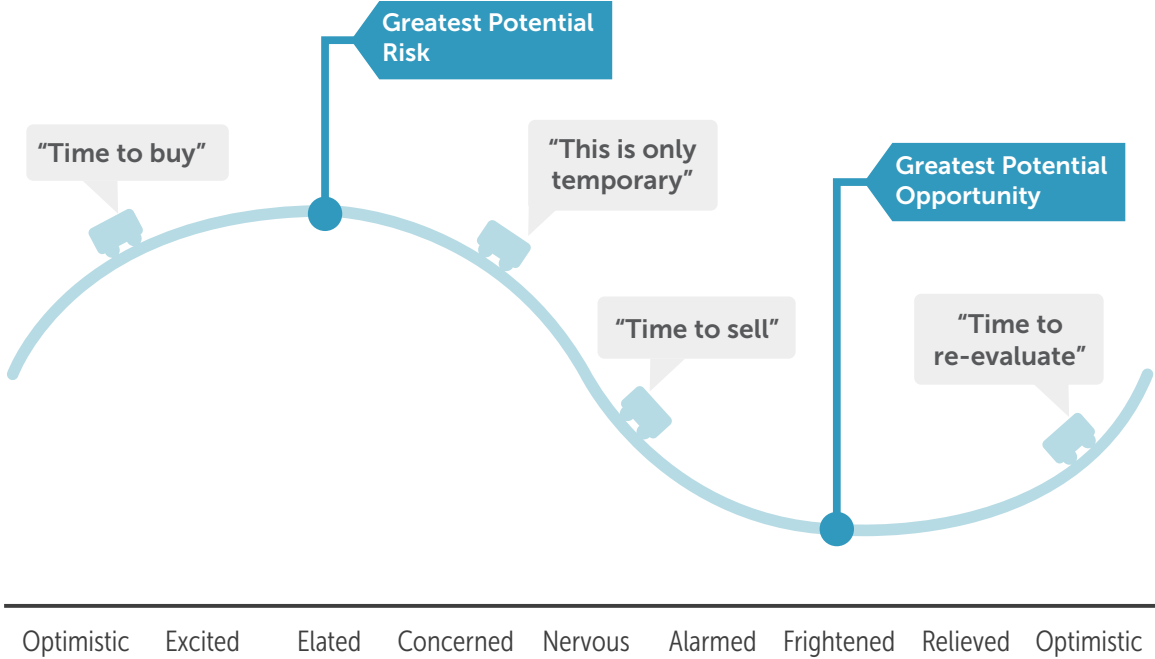 Greatest Potential
Risk
“Time to buy”
“This is only
temporary”
Greatest Potential
Opportunity
“Time to sell”
“Time to
re-evaluate”
Optimistic Excited Elated Concerned Nervous Alarmed Frightened Relieved Optimistic